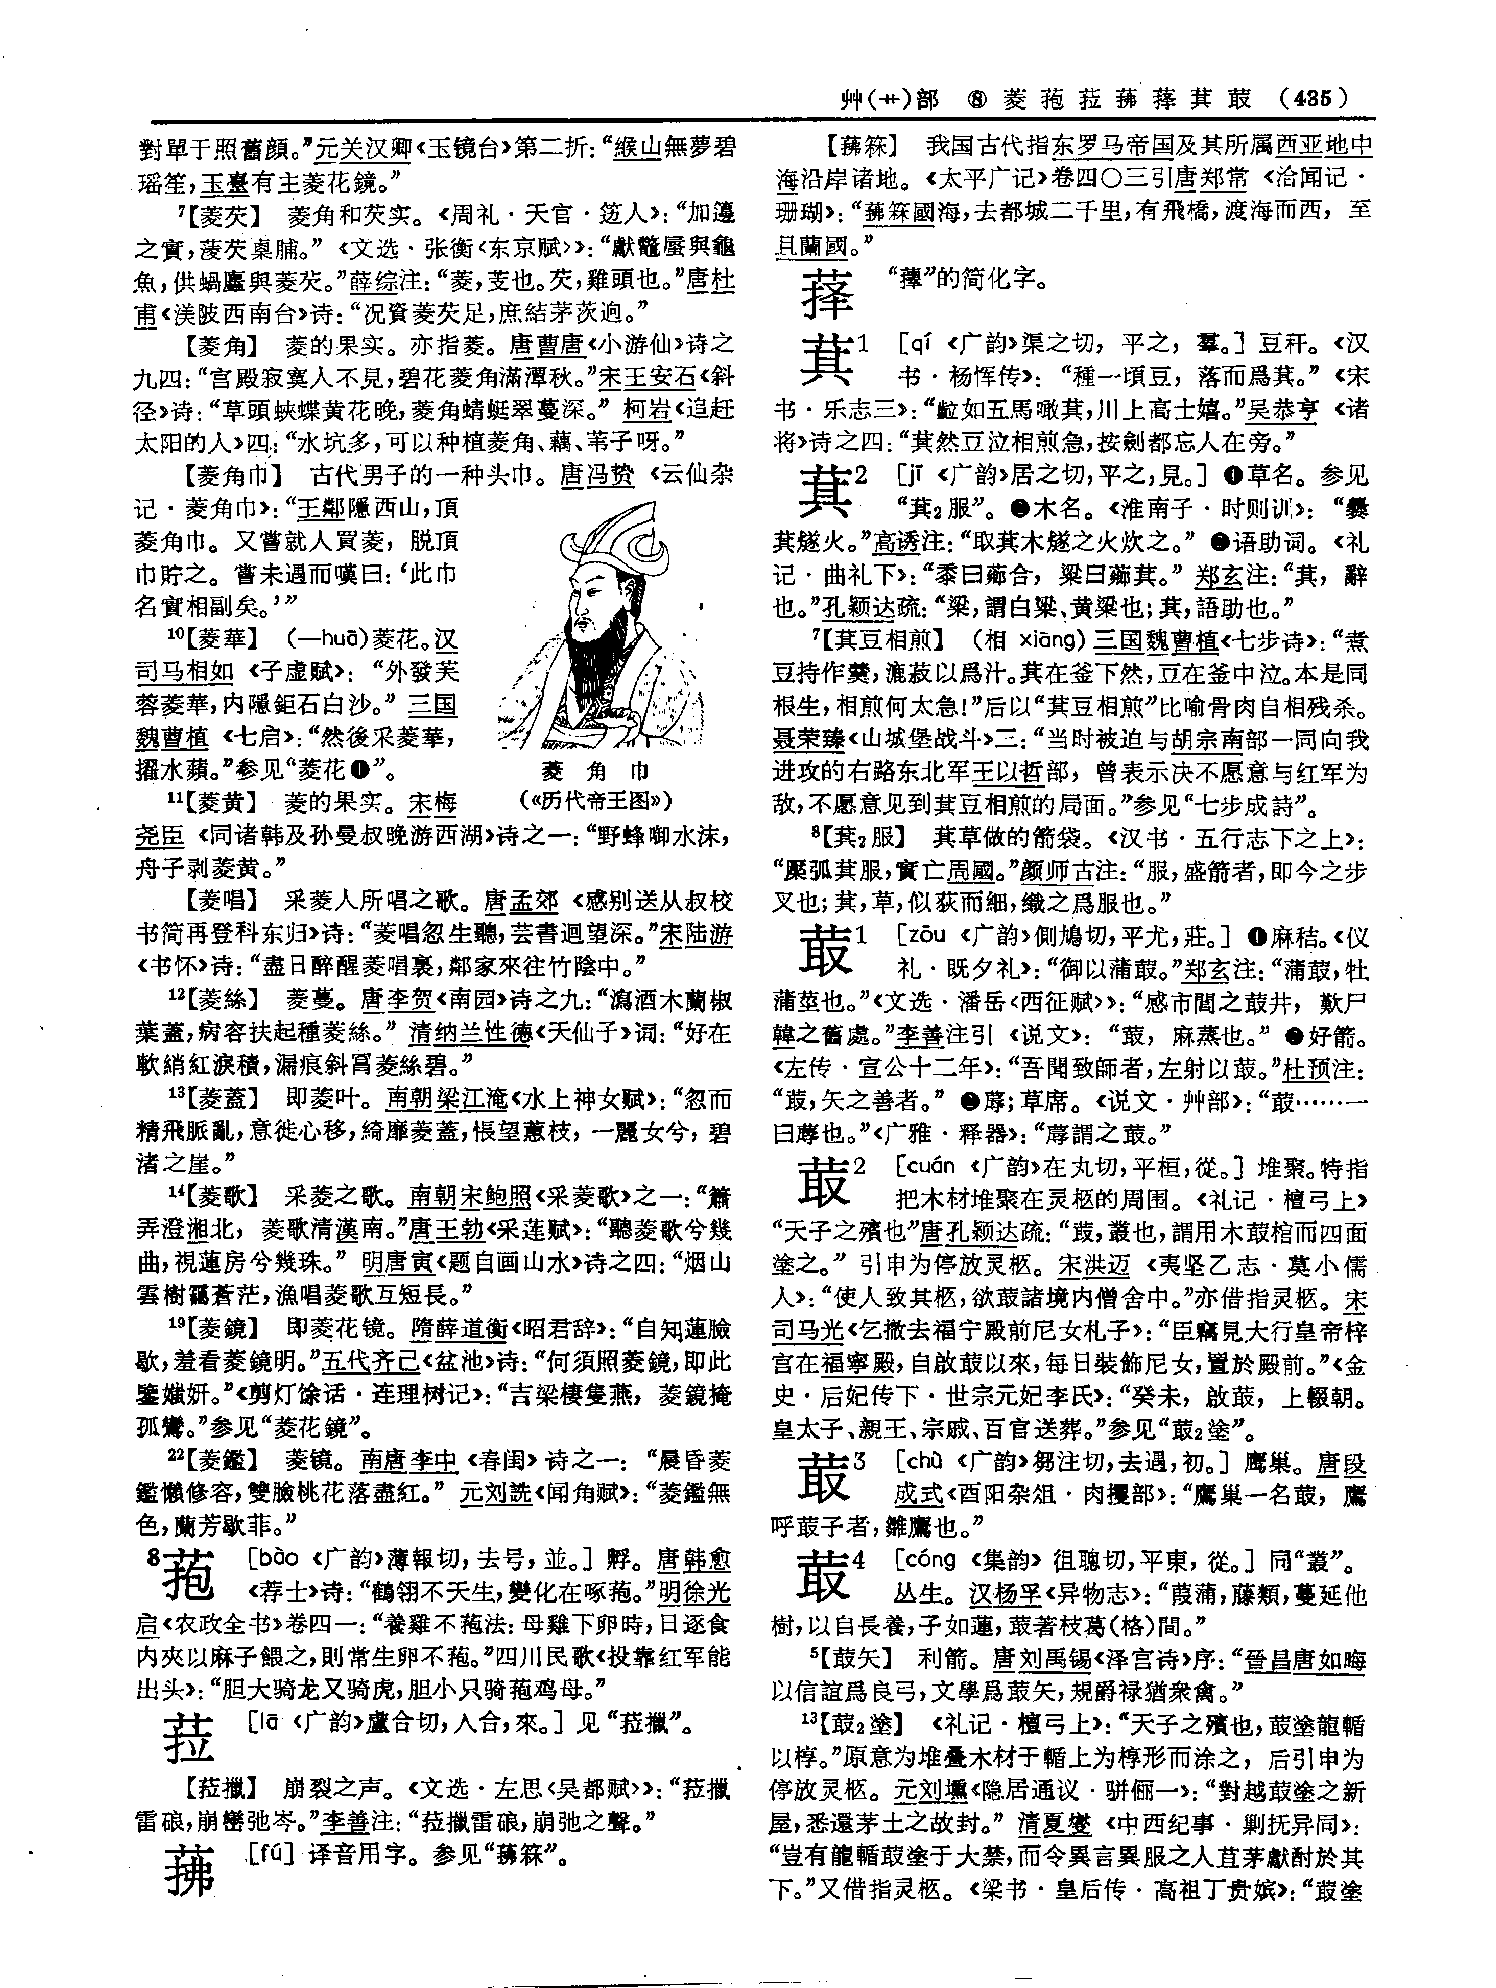 艸(艹)部 ⑧ 菱菢菈茀萚萁菆 (435)
對單于照舊顔。”元关汉卿《玉镜台》第二折：“緱山無夢碧
瑶笙，玉臺有主菱花鏡。”
7【菱芡】 菱角和芡实。《周礼·天官·笾人》：“加籩
之實，菱芡㮚脯。”《文选·张衡〈东京赋〉》：“獻鼈蜃與龜
魚，供蝸蠯與菱芡。”薛综注：“菱，芰也。芡，雞頭也。”唐杜
甫《渼陂西南台》诗：“况資菱芡足，庶結茅茨迥。”
【菱角】 菱的果实。亦指菱。唐曹唐《小游仙》诗之
九四：“宫殿寂寞人不見，碧花菱角滿潭秋。”宋王安石《斜
径》诗：“草頭蛺蝶黄花晚，菱角蜻蜓翠蔓深。”柯岩《追赶
太阳的人》四：“水坑多，可以种植菱角、藕、苇子呀。”
【菱角巾】 古代男子的一种头巾。唐冯贽《云仙杂
记·菱角巾》：“王鄰隱西山，頂
菱角巾。又嘗就人買菱，脱頂
巾貯之。嘗未遇而嘆曰：‘此巾
名實相副矣。’”
10【菱華】 （—huā）菱花。汉
司马相如《子虚赋》：“外發芙
蓉菱華，内隱鉅石白沙。”三国
魏曹植《七启》：“然後采菱華，
擢水蘋。”参见“菱花❶”。
11【菱黄】 菱的果实。宋梅
菱角巾
（《历代帝王图》）
尧臣《同诸韩及孙曼叔晚游西湖》诗之一：“野蜂啣水沫，
舟子剥菱黄。”
【菱唱】 采菱人所唱之歌。唐孟郊《感别送从叔校
书简再登科东归》诗：“菱唱忽生聽，芸書迴望深。”宋陆游
《书怀》诗：“盡日醉醒菱唱裏，鄰家來往竹陰中。”
12【菱絲】 菱蔓。唐李贺《南园》诗之九：“瀉酒木蘭椒
葉蓋，病容扶起種菱絲。”清纳兰性德《天仙子》词：“好在
軟綃紅淚積，漏痕斜罥菱絲碧。”
13【菱蓋】 即菱叶。南朝梁江淹《水上神女赋》：“忽而
精飛脈亂，意徙心移，綺靡菱蓋，悵望蕙枝，一麗女兮，碧
渚之崖。”
14【菱歌】 采菱之歌。南朝宋鲍照《采菱歌》之一：“簫
弄澄湘北，菱歌清漢南。”唐王勃《采莲赋》：“聽菱歌兮幾
曲，視蓮房兮幾珠。”明唐寅《题自画山水》诗之四：“烟山
雲樹靄蒼茫，漁唱菱歌互短長。”
19【菱鏡】 即菱花镜。隋薛道衡《昭君辞》：“自知蓮臉
歇，羞看菱鏡明。”五代齐己《盆池》诗：“何須照菱鏡，即此
鑒媸妍。”《剪灯馀话·连理树记》：“吉梁棲隻燕，菱鏡掩
孤鸞。”参见“菱花鏡”。
22【菱鑑】 菱镜。南唐李中《春闺》诗之一：“晨昏菱
鑑懶修容，雙臉桃花落盡紅。”元刘诜《闻角赋》：“菱鑑無
色，蘭芳歇菲。”
8菢 [bào 《广韵》薄報切，去号，並。] 孵。唐韩愈
《荐士》诗：“鶴翎不天生，變化在啄菢。”明徐光
启《农政全书》卷四一：“養雞不菢法：母雞下卵時，日逐食
内夾以麻子餵之，則常生卵不菢。”四川民歌《投靠红军能
出头》：“胆大骑龙又骑虎，胆小只骑菢鸡母。”
菈 [lā 《广韵》盧合切，入合，來。] 见“菈擸”。
【菈擸】 崩裂之声。《文选·左思〈吴都赋〉》：“菈擸
雷硠，崩巒弛岑。”李善注：“菈擸雷硠，崩弛之聲。”
茀 [fú] 译音用字。参见“茀菻”。
【茀菻】 我国古代指东罗马帝国及其所属西亚地中
海沿岸诸地。《太平广记》卷四〇三引唐郑常《洽闻记·
珊瑚》：“茀菻國海，去都城二千里，有飛橋，渡海而西，至
且蘭國。”
萚 “蘀”的简化字。
萁1 [qí 《广韵》渠之切，平之，羣。] 豆秆。《汉
书·杨恽传》：“種一頃豆，落而爲萁。”《宋
书·乐志三》：“粒如五馬噉萁，川上高士嬉。”吴恭亨《诸
将》诗之四：“萁然豆泣相煎急，按劍都忘人在旁。”
萁2 [jī 《广韵》居之切，平之，見。] ❶草名。参见
“萁2服”。❷木名。《淮南子·时则训》：“爨
萁燧火。”高诱注：“取萁木燧之火炊之。”❸语助词。《礼
记·曲礼下》：“黍曰薌合，粱曰薌萁。”郑玄注：“萁，辭
也。”孔颖达疏：“粱，謂白粱、黄粱也；萁，語助也。”
7【萁豆相煎】 （相 xiāng）三国魏曹植《七步诗》：“煮
豆持作羹，漉菽以爲汁。萁在釜下然，豆在釜中泣。本是同
根生，相煎何太急！”后以“萁豆相煎”比喻骨肉自相残杀。
聂荣臻《山城堡战斗》三：“当时被迫与胡宗南部一同向我
进攻的右路东北军王以哲部，曾表示决不愿意与红军为
敌，不愿意见到萁豆相煎的局面。”参见“七步成詩”。
8【萁2服】 萁草做的箭袋。《汉书·五行志下之上》：
“檿弧萁服，實亡周國。”颜师古注：“服，盛箭者，即今之步
叉也；萁，草，似荻而細，織之爲服也。”
菆1 [zōu 《广韵》側鳩切，平尤，莊。] ❶麻秸。《仪
礼·既夕礼》：“御以蒲菆。”郑玄注：“蒲菆，牡
蒲莖也。”《文选·潘岳〈西征赋〉》：“感市閭之菆井，歎尸
韓之舊處。”李善注引《说文》：“菆，麻蒸也。”❷好箭。
《左传·宣公十二年》：“吾聞致師者，左射以菆。”杜预注：
“菆，矢之善者。”❸蓐；草席。《说文·艸部》：“菆……一
曰蓐也。”《广雅·释器》：“蓐謂之菆。”
菆2 [cuán 《广韵》在丸切，平桓，從。] 堆聚。特指
把木材堆聚在灵柩的周围。《礼记·檀弓上》
“天子之殯也”唐孔颖达疏：“菆，叢也，謂用木菆棺而四面
塗之。”引申为停放灵柩。宋洪迈《夷坚乙志·莫小儒
人》：“使人致其柩，欲菆諸境内僧舍中。”亦借指灵柩。宋
司马光《乞撤去福宁殿前尼女札子》：“臣竊見大行皇帝梓
宫在福寧殿，自啟菆以來，每日裝飾尼女，置於殿前。”《金
史·后妃传下·世宗元妃李氏》：“癸未，啟菆，上輟朝。
皇太子、親王、宗戚、百官送葬。”参见“菆2塗”。
菆3 [chù 《广韵》芻注切，去遇，初。] 鹰巢。唐段
成式《酉阳杂俎·肉攫部》：“鷹巢一名菆，鷹
呼菆子者，雛鷹也。”
菆4 [cóng 《集韵》徂聰切，平東，從。] 同“叢”。
丛生。汉杨孚《异物志》：“葭蒲，藤類，蔓延他
樹，以自長養，子如蓮，菆著枝葛（格）間。”
5【菆矢】 利箭。唐刘禹锡《泽宫诗》序：“晉昌唐如晦
以信誼爲良弓，文學爲菆矢，規爵禄猶衆禽。”
13【菆2塗】 《礼记·檀弓上》：“天子之殯也，菆塗龍輴
以椁。”原意为堆叠木材于輴上为椁形而涂之，后引申为
停放灵柩。元刘壎《隐居通议·骈俪一》：“對越菆塗之新
屋，悉還茅土之故封。”清夏燮《中西纪事·剿抚异同》：
“豈有龍輴菆塗于大禁，而令異言異服之人苴茅獻酎於其
下。”又借指灵柩。《梁书·皇后传·高祖丁贵嫔》：“菆塗